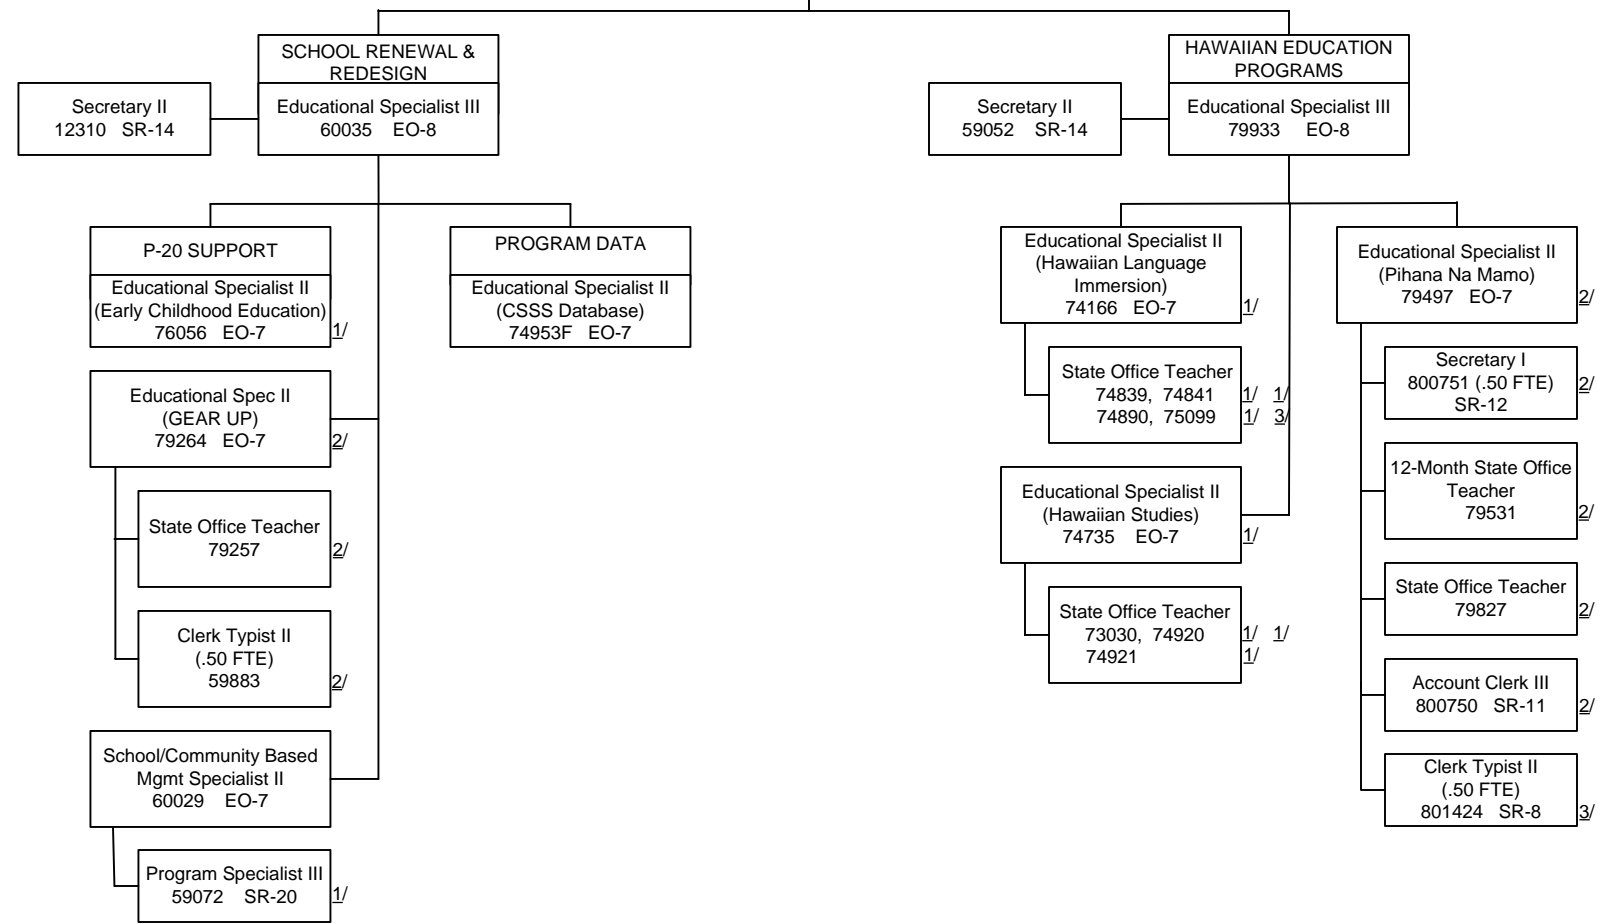 SCHOOL RENEWAL &
REDESIGN
Educational Specialist III
60035 EO-8
Secretary II
12310 SR-14
P-20 SUPPORT
Educational Specialist II
(Early Childhood Education)
76056 EO-7 1/
PROGRAM DATA
Educational Specialist II
(CSSS Database)
74953F EO-7
Educational Spec II
(GEAR UP)
79264 EO-7 2/
State Office Teacher
79257 2/
Clerk Typist II
(.50 FTE)
59883 2/
School/Community Based
Mgmt Specialist II
60029 EO-7
Program Specialist III
59072 SR-20 1/
HAWAIIAN EDUCATION
PROGRAMS
Educational Specialist III
79933 EO-8
Secretary II
59052 SR-14
Educational Specialist II
(Hawaiian Language
Immersion)
74166 EO-7 1/
State Office Teacher
74839, 74841 1/ 1/
74890, 75099 1/ 3/
Educational Specialist II
(Hawaiian Studies)
74735 EO-7 1/
State Office Teacher
73030, 74920 1/ 1/
74921 1/
Educational Specialist II
(Pihana Na Mamo)
79497 EO-7 2/
Secretary I
800751 (.50 FTE) 2/
SR-12
12-Month State Office
Teacher
79531 2/
State Office Teacher
79827 2/
Account Clerk III
800750 SR-11 2/
Clerk Typist II
(.50 FTE)
801424 SR-8 3/